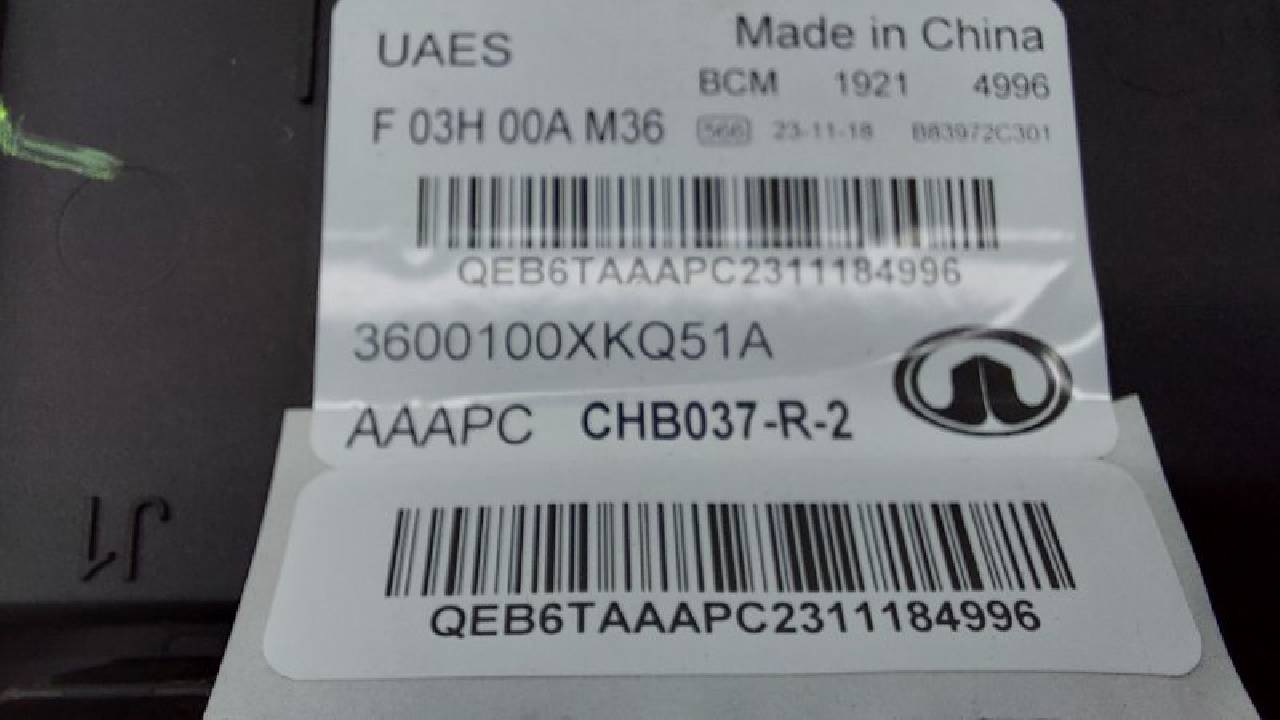 UAES Made in China
BCM 1921 4996
F 03H 00A M36 566 23-11-18 B83972C301
QEB6TAAAPC2311184996
3600100XKQ51A
AAAPC CHB037-R-2
J1
QEB6TAAAPC2311184996